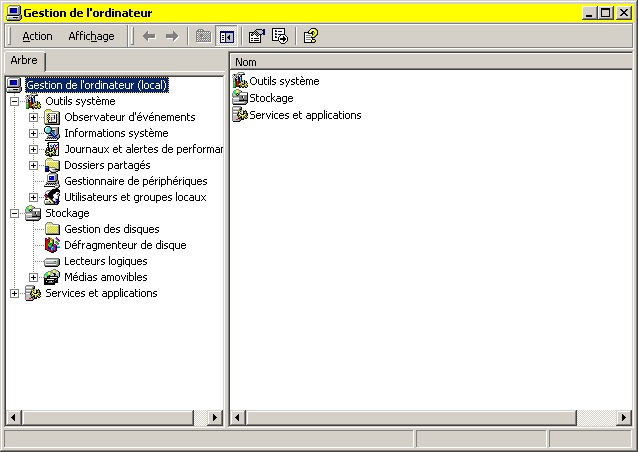 Gestion de l'ordinateur
Action Affichage
Arbre
Nom
Gestion de l'ordinateur (local)
Outils système
Observateur d'événements
Informations système
Journaux et alertes de performar
Dossiers partagés
Gestionnaire de périphériques
Utilisateurs et groupes locaux
Stockage
Gestion des disques
Défragmenteur de disque
Lecteurs logiques
Médias amovibles
Services et applications
Outils système
Stockage
Services et applications